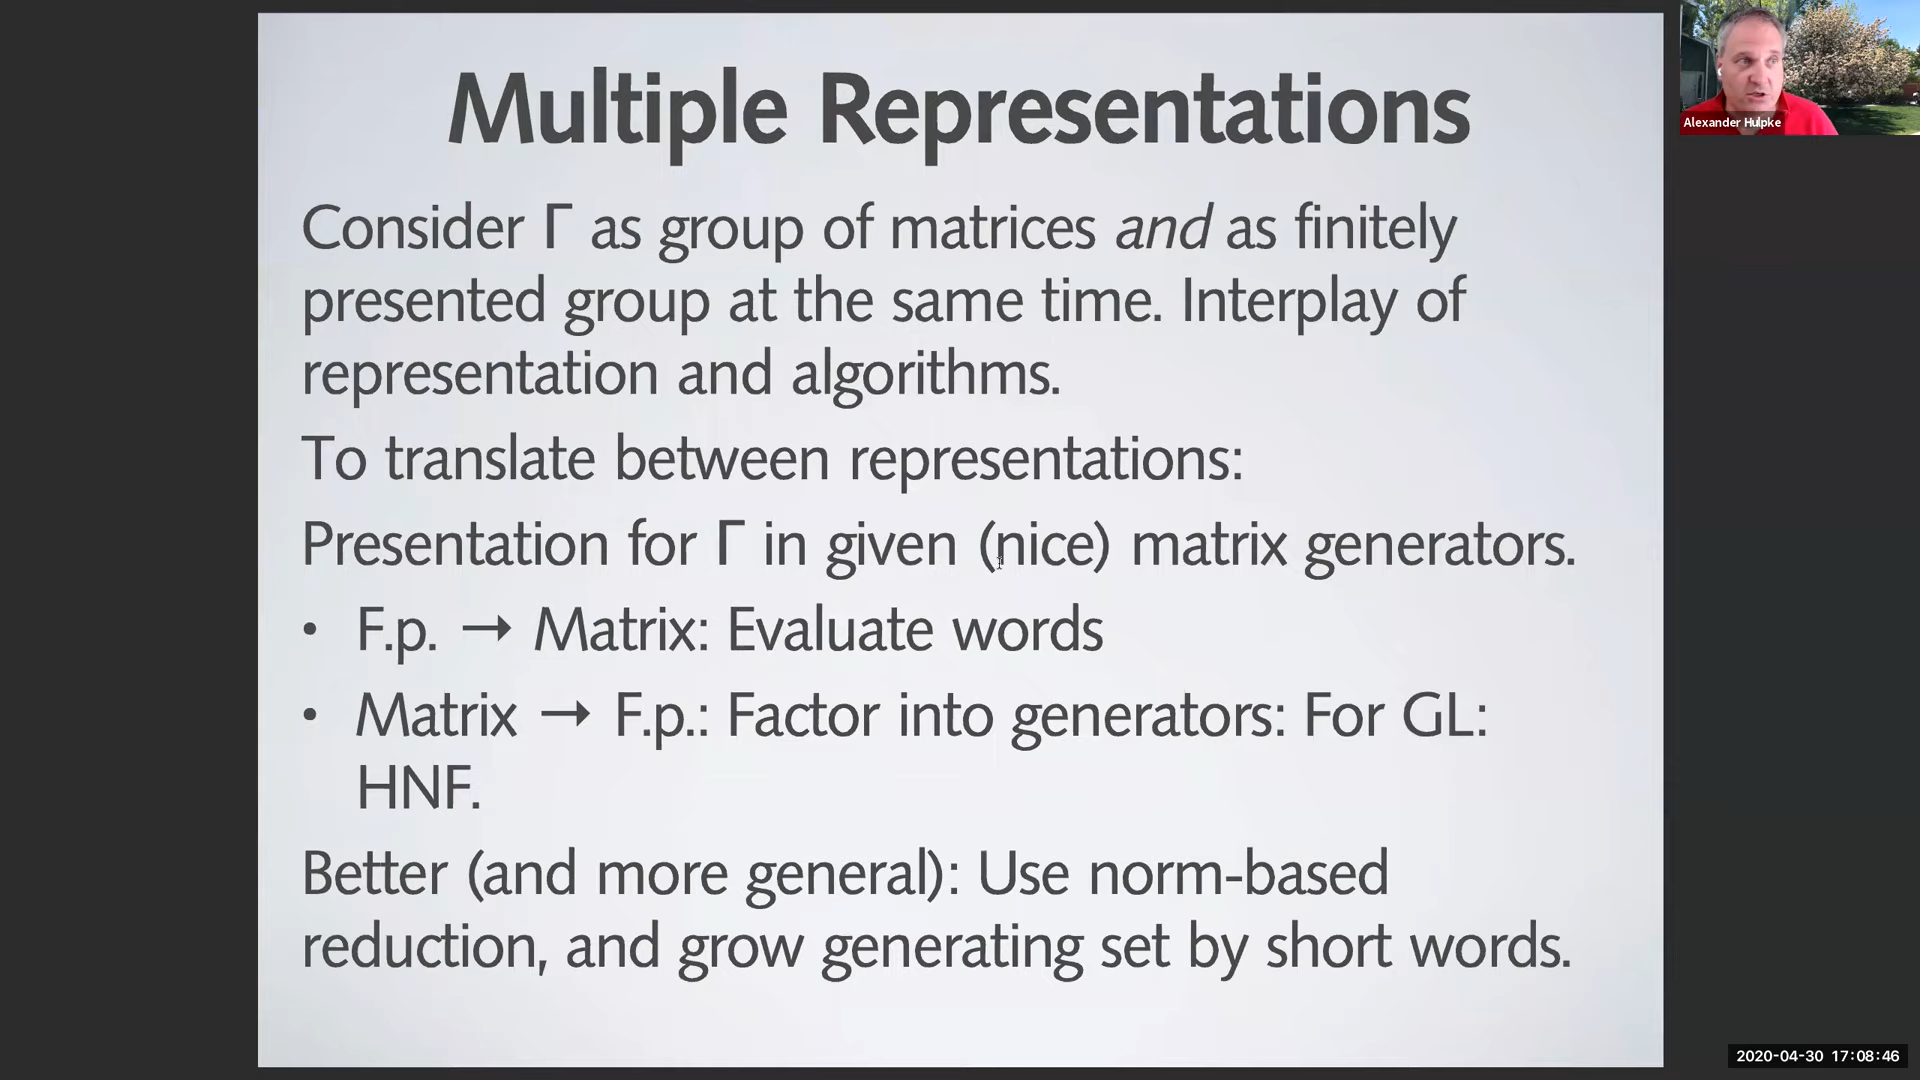 Multiple Representations
Consider Γ as group of matrices and as finitely
presented group at the same time. Interplay of
representation and algorithms.
To translate between representations:
Presentation for Γ in given (nice) matrix generators.
• F.p. → Matrix: Evaluate words
• Matrix → F.p.: Factor into generators: For GL:
HNF.
Better (and more general): Use norm-based
reduction, and grow generating set by short words.
Alexander Hulpke
2020-04-30 17:08:46